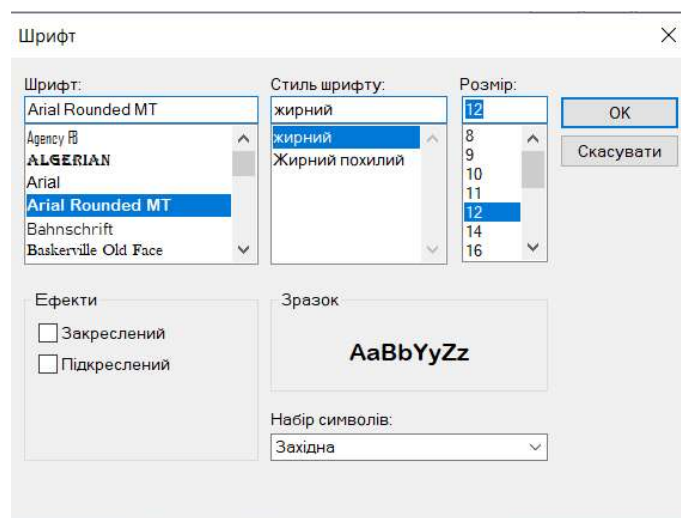 Шрифт
Шрифт:
Arial Rounded MT
Agency FB
ALGERIAN
Arial
Arial Rounded MT
Bahnschrift
Baskerville Old Face
Стиль шрифту:
жирний
жирний
Жирний похилий
Розмір:
12
8
9
10
11
12
14
16
OK
Скасувати
Ефекти
Закреслений
Підкреслений
Зразок
AaBbYyZz
Набір символів:
Західна